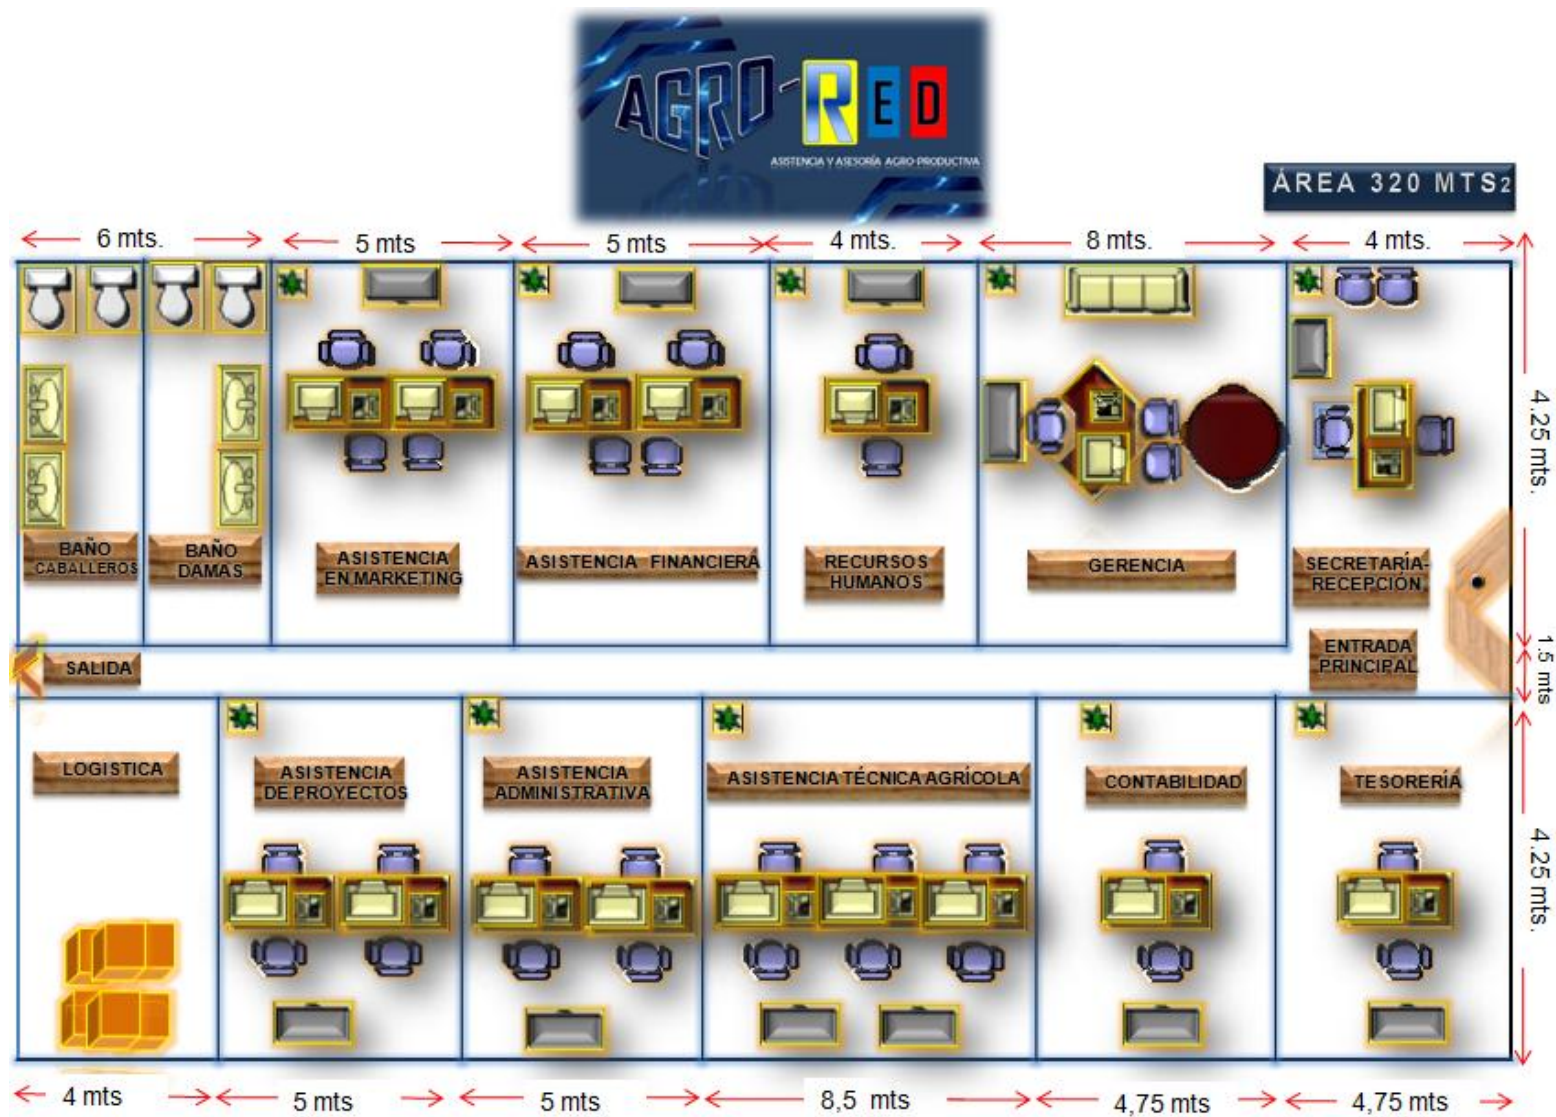 AGRO-RED
ASISTENCIA Y ASESORÍA AGRO-PRODUCTIVA
ÁREA 320 MTS2
6 mts.
5 mts
5 mts
4 mts.
8 mts.
4 mts.
4.25 mts.
BAÑO
CABALLEROS
BAÑO
DAMAS
ASISTENCIA
EN MARKETING
ASISTENCIA FINANCIERA
RECURSOS
HUMANOS
GERENCIA
SECRETARÍA-
RECEPCIÓN
SALIDA
ENTRADA
PRINCIPAL
1.5 mts
LOGISTICA
ASISTENCIA
DE PROYECTOS
ASISTENCIA
ADMINISTRATIVA
ASISTENCIA TÉCNICA AGRÍCOLA
CONTABILIDAD
TESORERÍA
4.25 mts.
4 mts
5 mts
5 mts
8,5 mts
4,75 mts
4,75 mts